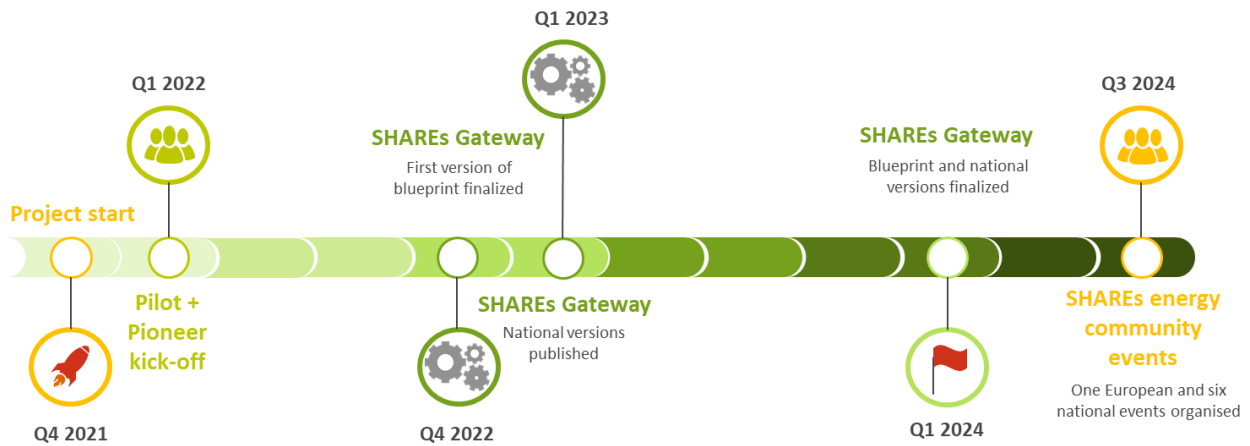 Q1 2023
Q1 2022
Q3 2024
SHAREs Gateway
First version of
blueprint finalized
SHAREs Gateway
Blueprint and national
versions finalized
Project start
Pilot +
Pioneer
kick-off
SHAREs Gateway
National versions
published
SHAREs energy
community
events
One European and six
national events organised
Q4 2021
Q4 2022
Q1 2024